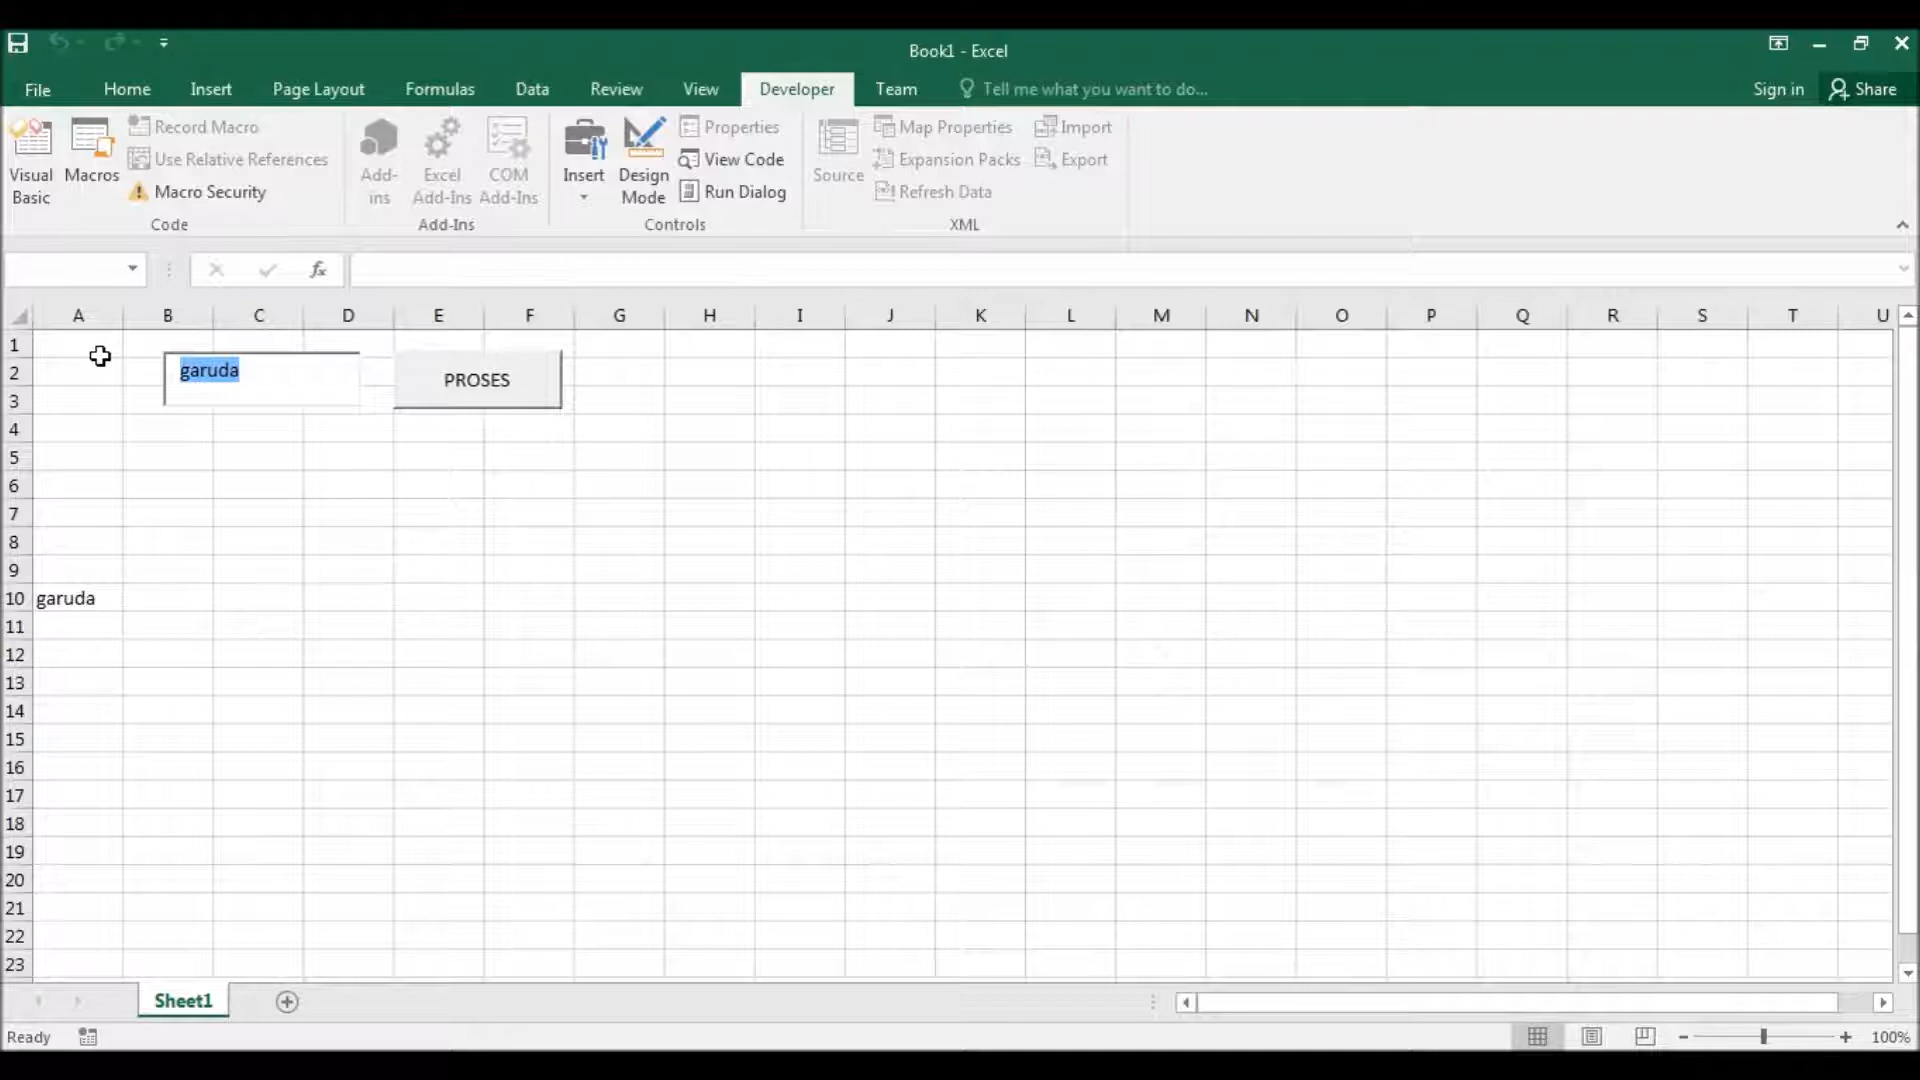 Book1 - Excel
File Home Insert Page Layout Formulas Data Review View Developer Team Tell me what you want to do... Sign in Share
Visual Basic
Macros
Record Macro
Use Relative References
Macro Security
Code
Add-ins
Excel Add-Ins
COM Add-Ins
Add-Ins
Insert
Design Mode
Properties
View Code
Run Dialog
Controls
Source
Map Properties
Expansion Packs
Refresh Data
Import
Export
XML
fx
A B C D E F G H I J K L M N O P Q R S T U
1
garuda PROSES
2
3
4
5
6
7
8
9
10 garuda
11
12
13
14
15
16
17
18
19
20
21
22
23
Sheet1
Ready 100%